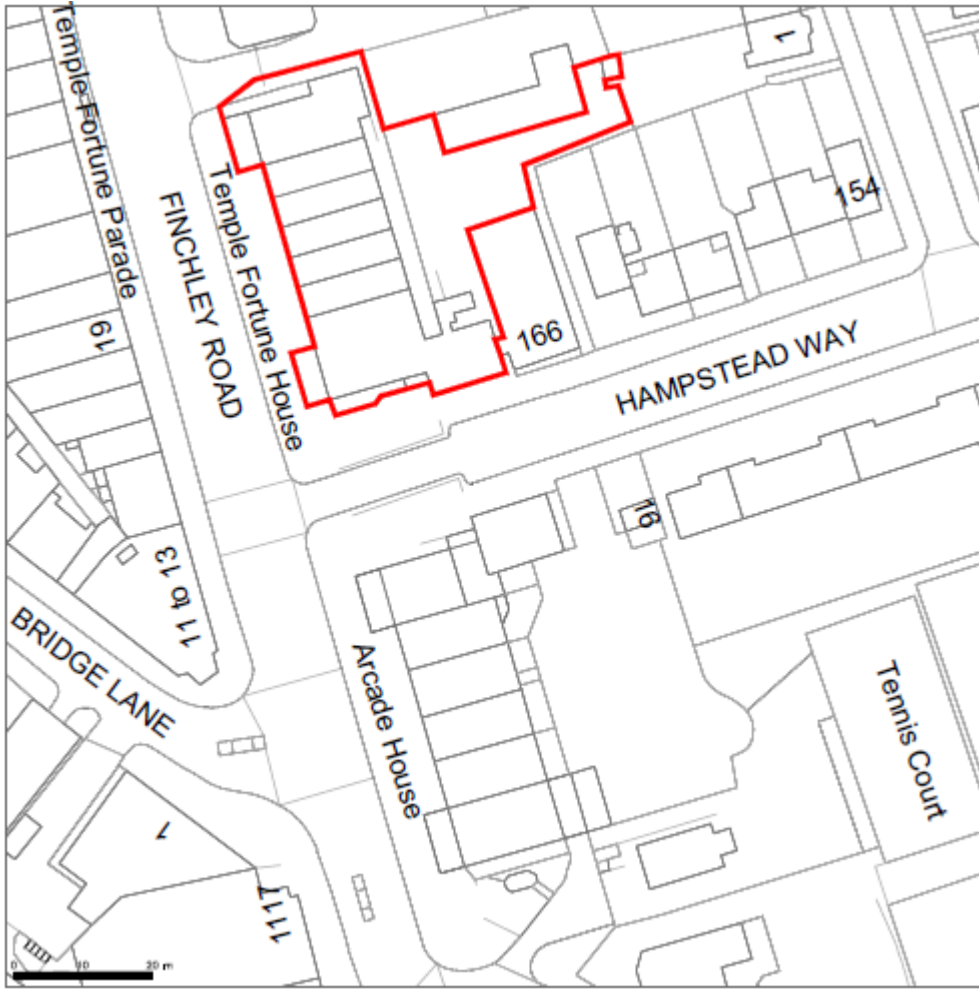 Temple Fortune Parade
1
FINCHLEY ROAD
Temple Fortune House
154
19
166
HAMPSTEAD WAY
16
11 to 13
BRIDGE LANE
Arcade House
Tennis Court
1
1117
0 10 20 m